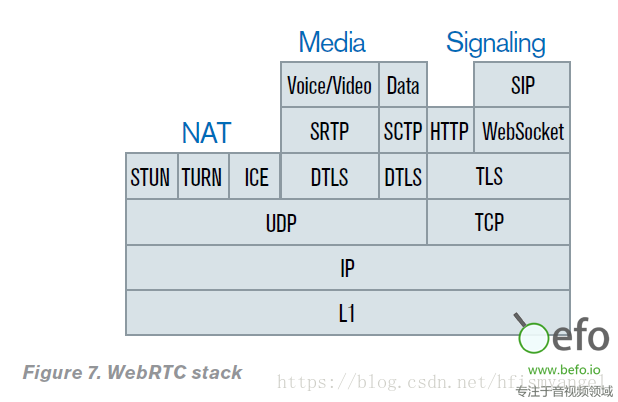 Media Signaling
Voice/Video Data SIP
NAT SRTP SCTP HTTP WebSocket
STUN TURN ICE DTLS DTLS TLS
UDP TCP
IP
L1
befo
www.befo.io
Figure 7. WebRTC stack
https://blog.csdn.net/hfismyangel
专注于音视频领域